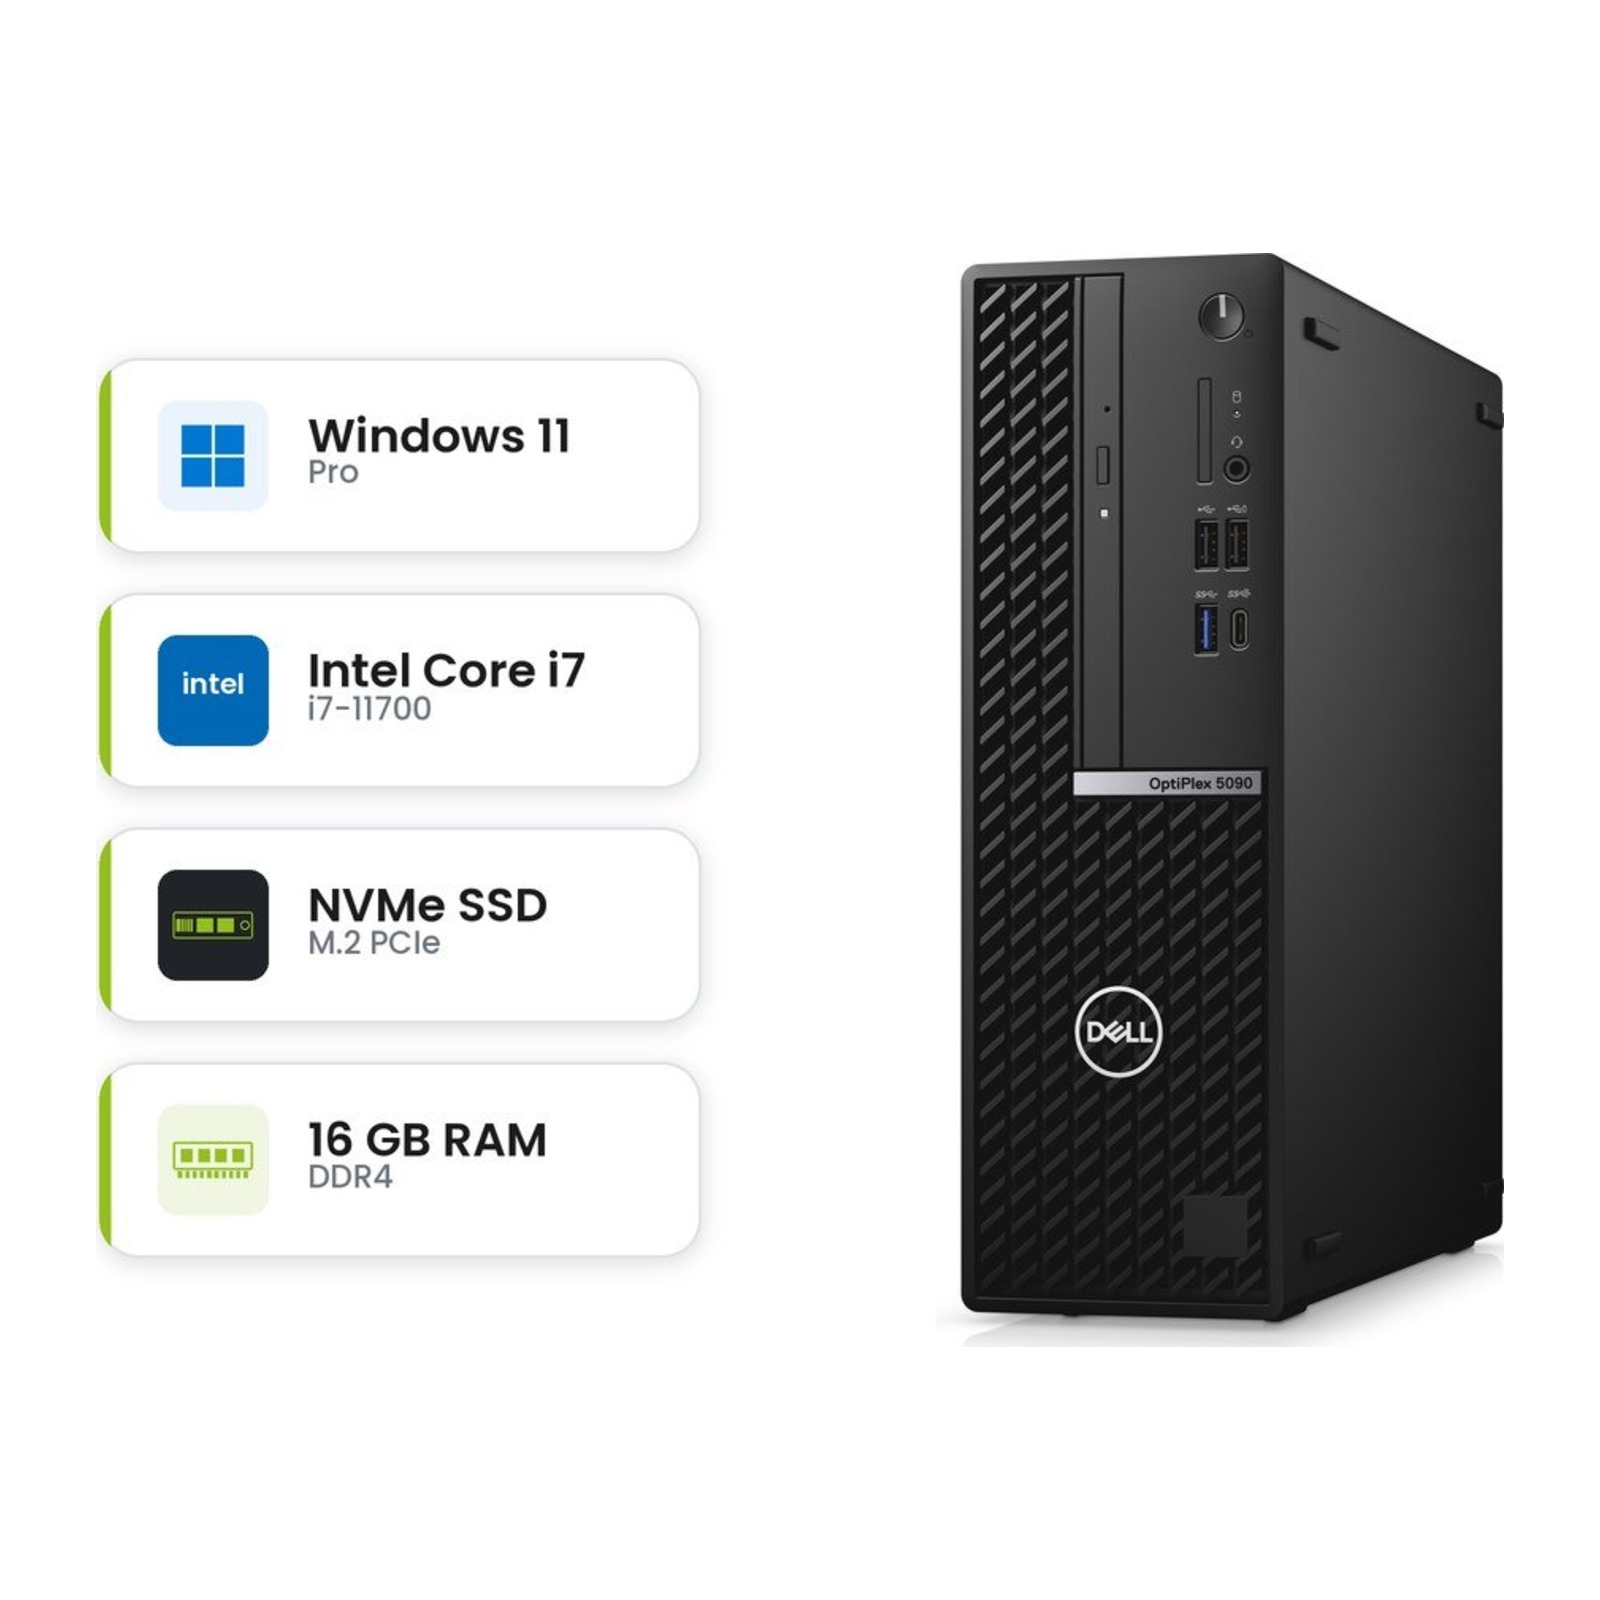 Windows 11
Pro
intel
Intel Core i7
i7-11700
NVMe SSD
M.2 PCIe
16 GB RAM
DDR4
OptiPlex 5090
DELL